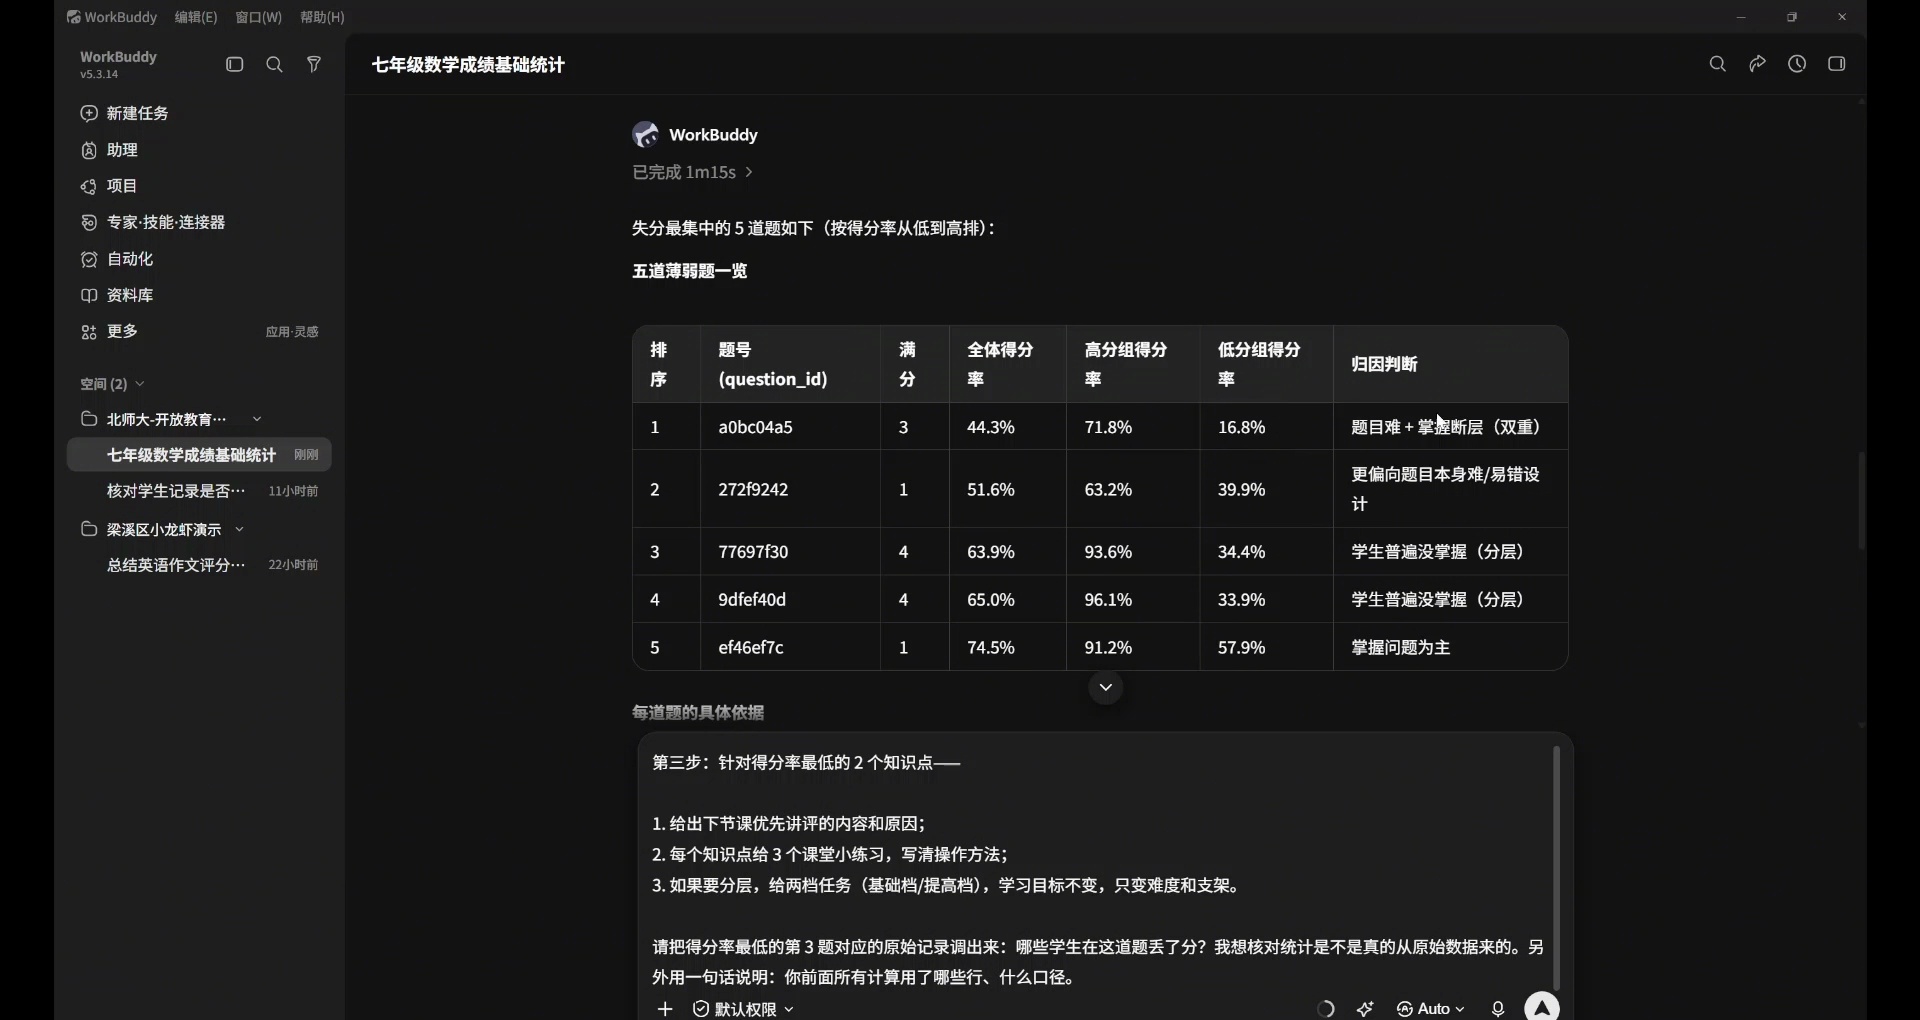 WorkBuddy 编辑(E) 窗口(W) 帮助(H)
WorkBuddy
v5.3.14
新建任务
助理
项目
专家·技能·连接器
自动化
资料库
更多 应用·灵感
空间 (2)
北师大-开放教育…
七年级数学成绩基础统计 刚刚
核对学生记录是否… 11小时前
梁溪区小龙虾演示
总结英语作文评分… 22小时前
七年级数学成绩基础统计
WorkBuddy
已完成 1m15s
失分最集中的 5 道题如下（按得分率从低到高排）：
五道薄弱题一览
排序 题号 (question_id) 满分 全体得分率 高分组得分率 低分组得分率 归因判断
1 a0bc04a5 3 44.3% 71.8% 16.8% 题目难 + 掌握断层（双重）
2 272f9242 1 51.6% 63.2% 39.9% 更偏向题目本身难/易错设计
3 77697f30 4 63.9% 93.6% 34.4% 学生普遍没掌握（分层）
4 9dfef40d 4 65.0% 96.1% 33.9% 学生普遍没掌握（分层）
5 ef46ef7c 1 74.5% 91.2% 57.9% 掌握问题为主
每道题的具体依据
第三步：针对得分率最低的 2 个知识点——
1. 给出下节课优先讲评的内容和原因；
2. 每个知识点给 3 个课堂小练习，写清操作方法；
3. 如果要分层，给两档任务（基础档/提高档），学习目标不变，只变难度和支架。
请把得分率最低的第 3 题对应的原始记录调出来：哪些学生在这道题丢了分？我想核对统计是不是真的从原始数据来的。另
外用一句话说明：你前面所有计算用了哪些行、什么口径。
默认权限 Auto